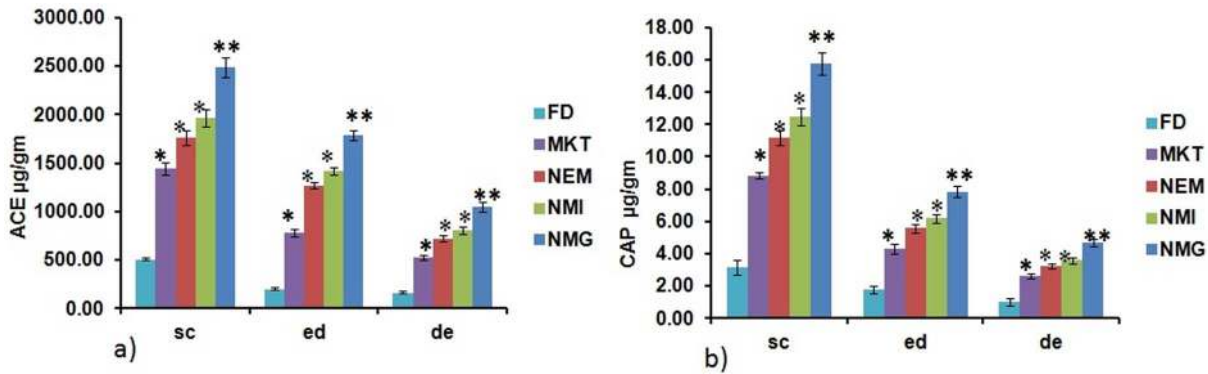 3000.00
2500.00
2000.00
1500.00
1000.00
500.00
0.00
ACE µg/gm
*
*
*
**
*
*
*
**
*
*
*
**
sc
ed
de
FD
MKT
NEM
NMI
NMG
a)
18.00
16.00
14.00
12.00
10.00
8.00
6.00
4.00
2.00
0.00
CAP µg/gm
*
*
*
**
*
*
*
**
*
*
*
**
sc
ed
de
FD
MKT
NEM
NMI
NMG
b)